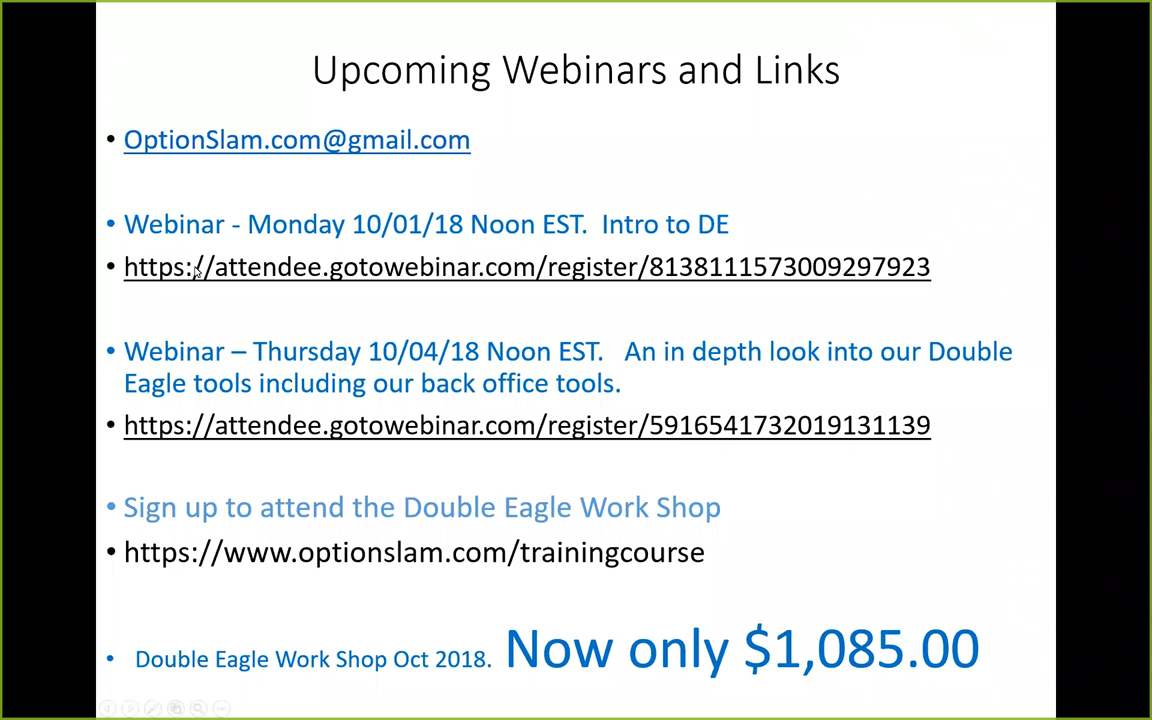 Upcoming Webinars and Links
• OptionSlam.com@gmail.com
• Webinar - Monday 10/01/18 Noon EST.  Intro to DE
• https://attendee.gotowebinar.com/register/8138111573009297923
• Webinar – Thursday 10/04/18 Noon EST.   An in depth look into our Double
Eagle tools including our back office tools.
• https://attendee.gotowebinar.com/register/5916541732019131139
• Sign up to attend the Double Eagle Work Shop
• https://www.optionslam.com/trainingcourse
• Double Eagle Work Shop Oct 2018.  Now only $1,085.00